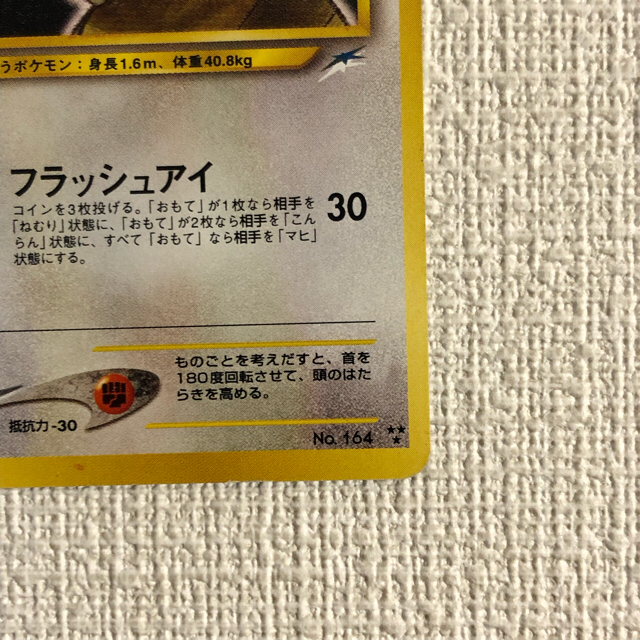 うポケモン：身長1.6m、体重40.8kg
フラッシュアイ
30
コインを3枚投げる。「おもて」が1枚なら相手を
「ねむり」状態に、「おもて」が2枚なら相手を「こん
らん」状態に、すべて「おもて」なら相手を「マヒ」
状態にする。
ものごとを考えだすと、首を
180度回転させて、頭のはた
らきを高める。
抵抗力-30
No. 164